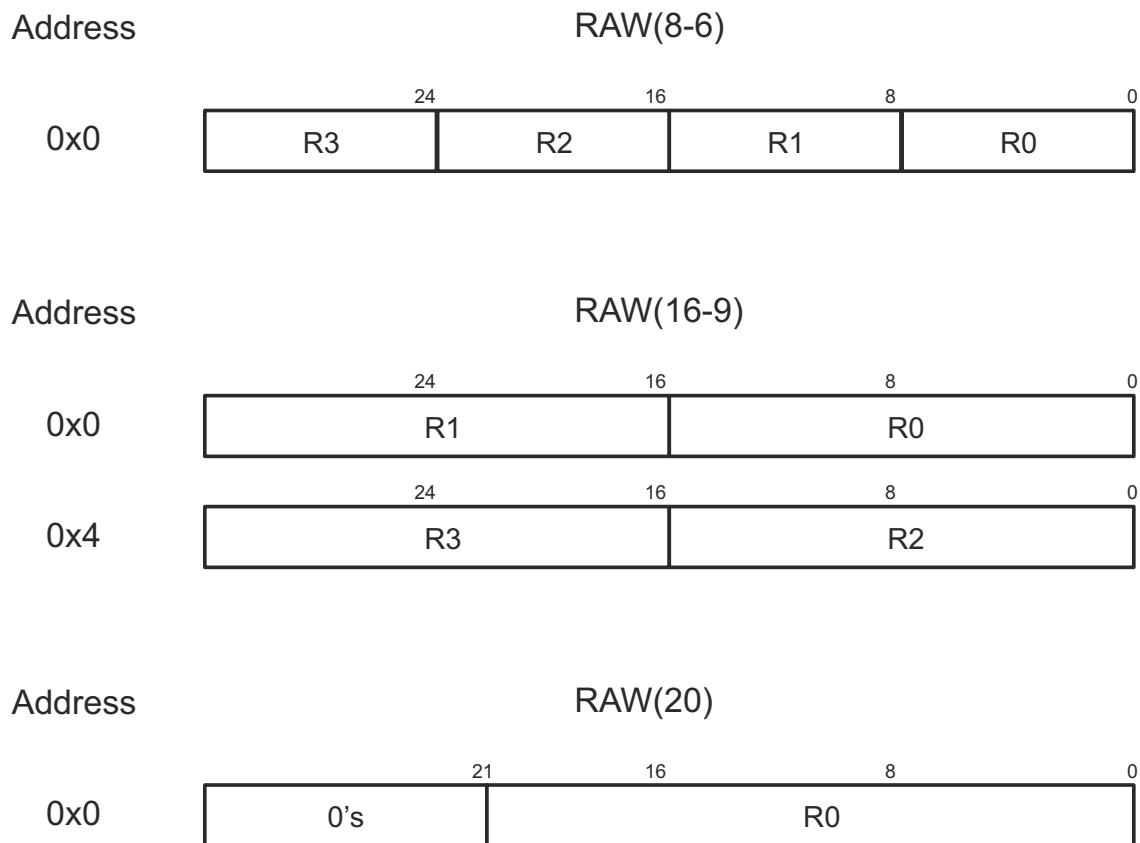 Address RAW(8-6)
24 16 8 0
0x0 R3 R2 R1 R0
Address RAW(16-9)
24 16 8 0
0x0 R1 R0
24 16 8 0
0x4 R3 R2
Address RAW(20)
21 16 8 0
0x0 0’s R0